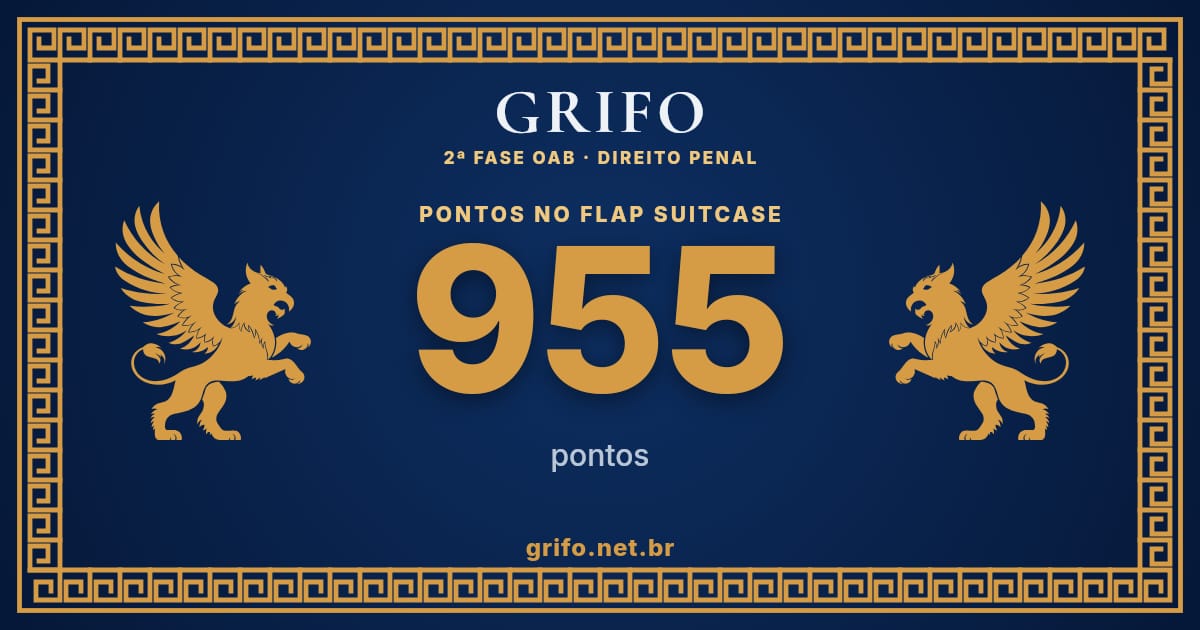 GRIFO
2ª FASE OAB · DIREITO PENAL
PONTOS NO FLAP SUITCASE
955
pontos
grifo.net.br